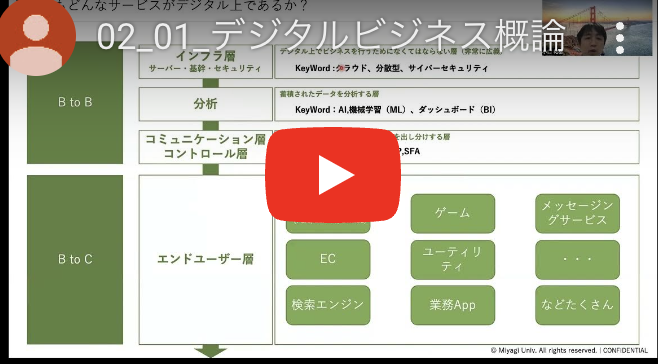 どんなサービスがデジタル上であるか？
02_01_デジタルビジネス概論
B to B
インフラ層
サーバー・基幹・セキュリティ
デジタル上でビジネスを行うためになくてはならない層（非常に広義
KeyWord：クラウド、分散型、サイバーセキュリティ
分析
蓄積されたデータを分析する層
KeyWord：AI,機械学習（ML）、ダッシュボード（BI）
コミュニケーション層
コントロール層
を出し分けする層
,SFA
B to C
エンドユーザー層
ゲーム
メッセージン
グサービス
EC
ユーティリ
ティ
・・・
検索エンジン
業務App
などたくさん
© Miyagi Univ. All rights reserved. | CONFIDENTIAL